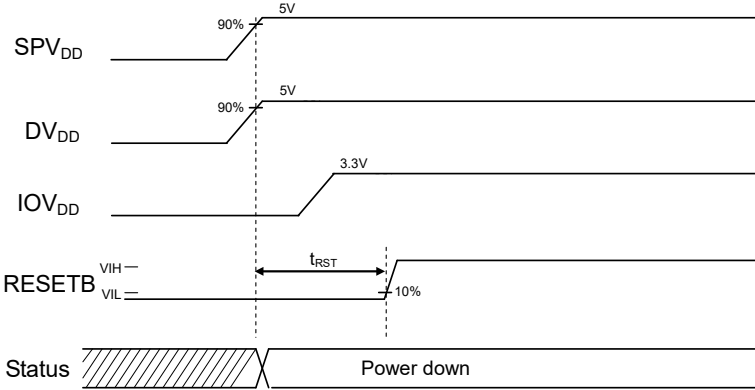 5V
90%
SPVDD
5V
90%
DVDD
3.3V
IOVDD
tRST
VIH
RESETB
VIL
10%
Status
Power down